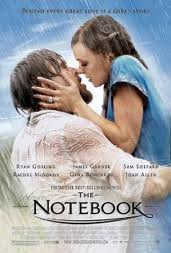 BEHIND EVERY GREAT LOVE IS A GREAT STORY
RYAN GOSLING JAMES GARNER SAM SHEPARD
RACHEL McADAMS GENA ROWLANDS JOAN ALLEN
FROM THE BEST-SELLING NOVEL
THE
NOTEBOOK